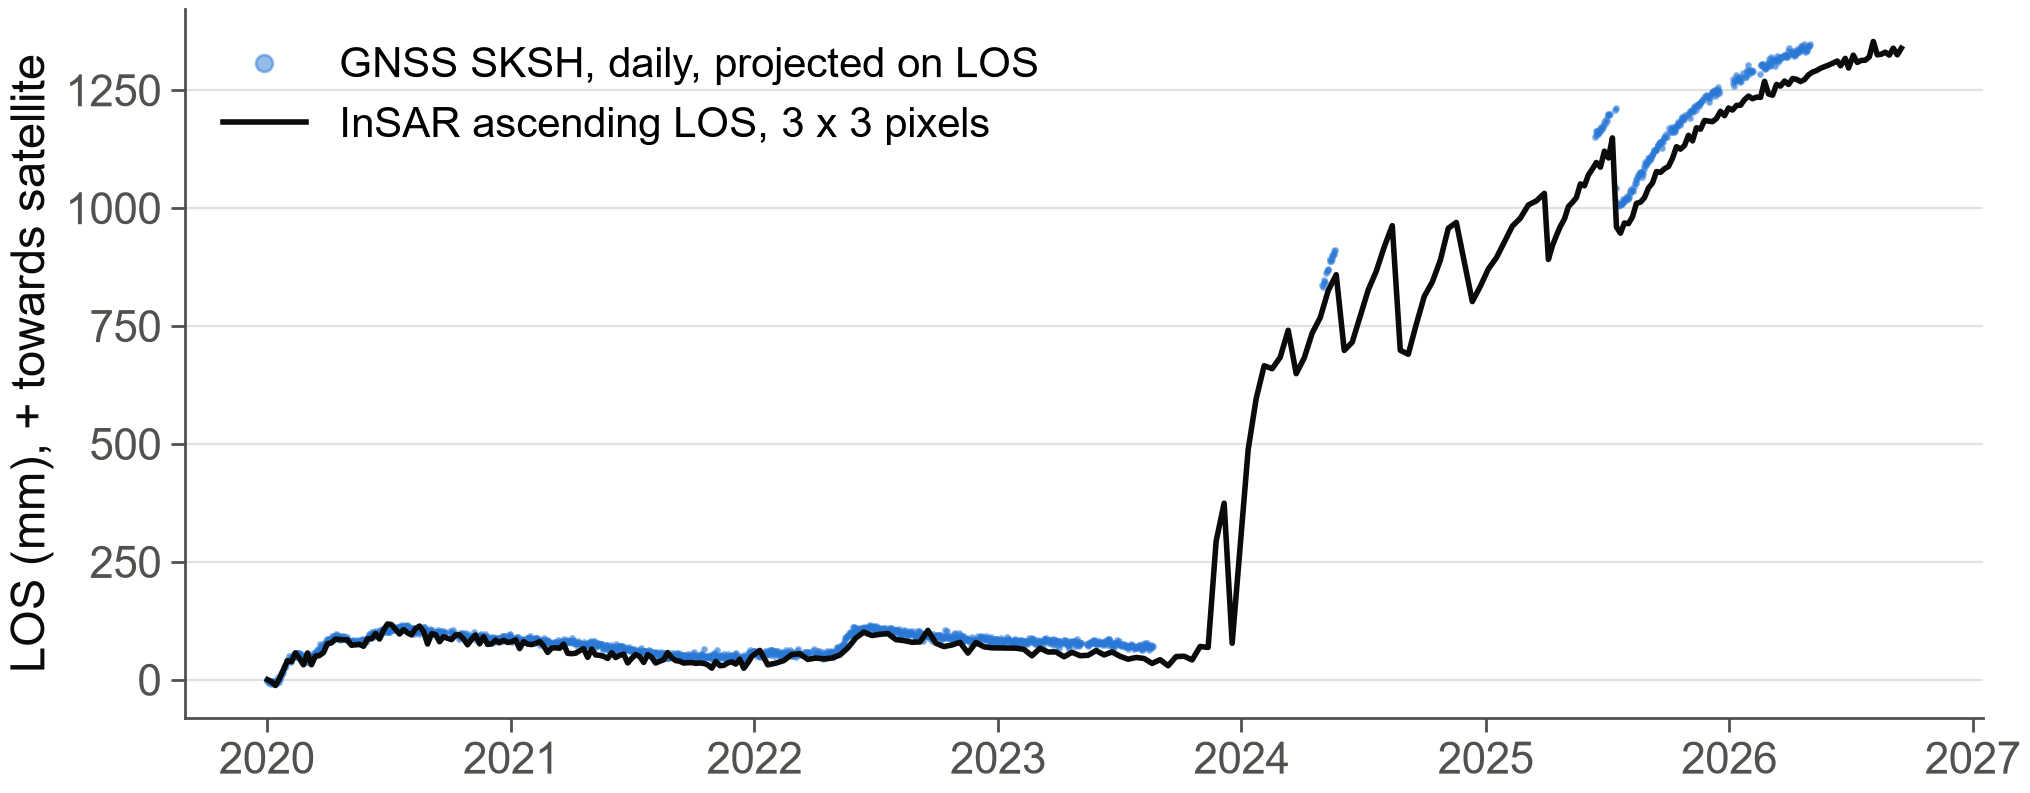 GNSS SKSH, daily, projected on LOS
InSAR ascending LOS, 3 x 3 pixels
LOS (mm), + towards satellite
1250
1000
750
500
250
0
2020 2021 2022 2023 2024 2025 2026 2027